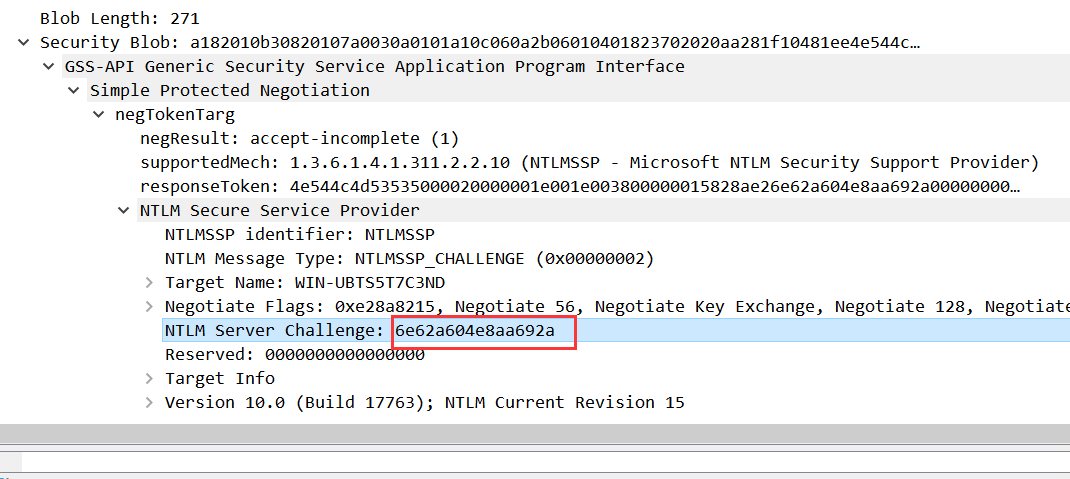 Blob Length: 271
Security Blob: a182010b30820107a0030a0101a10c060a2b06010401823702020aa281f10481ee4e544c…
GSS-API Generic Security Service Application Program Interface
Simple Protected Negotiation
negTokenTarg
negResult: accept-incomplete (1)
supportedMech: 1.3.6.1.4.1.311.2.2.10 (NTLMSSP - Microsoft NTLM Security Support Provider)
responseToken: 4e544c4d53535000020000001e001e003800000015828ae26e62a604e8aa692a00000000…
NTLM Secure Service Provider
NTLMSSP identifier: NTLMSSP
NTLM Message Type: NTLMSSP_CHALLENGE (0x00000002)
Target Name: WIN-UBTS5T7C3ND
Negotiate Flags: 0xe28a8215, Negotiate 56, Negotiate Key Exchange, Negotiate 128, Negotiate
NTLM Server Challenge: 6e62a604e8aa692a
Reserved: 0000000000000000
Target Info
Version 10.0 (Build 17763); NTLM Current Revision 15